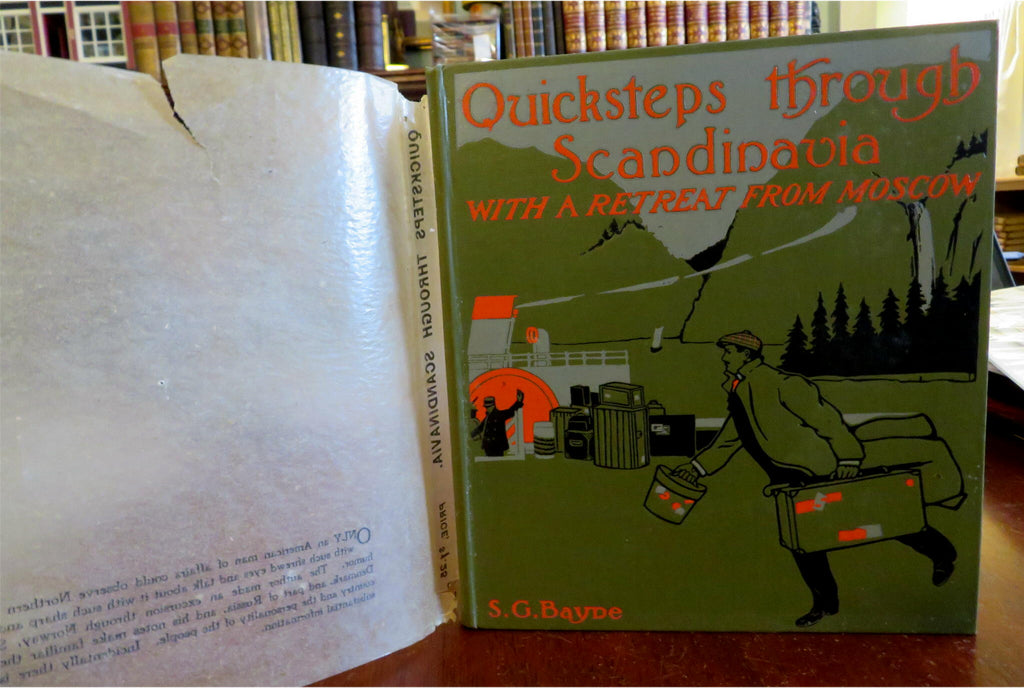 ONLY an American man of affairs could observe Northern
with such shrewd eyes and talk about it with such sharp and
humor. The author made an excursion through Norway,
Denmark, and part of Russia, and his notes make familiar the
country and the personality of the people. Incidentally there is
substantial information.
QUICKSTEPS THROUGH SCANDINAVIA.
PRICE, $1.25
Quicksteps through
Scandinavia
WITH A RETREAT FROM MOSCOW
S.G. Bayne